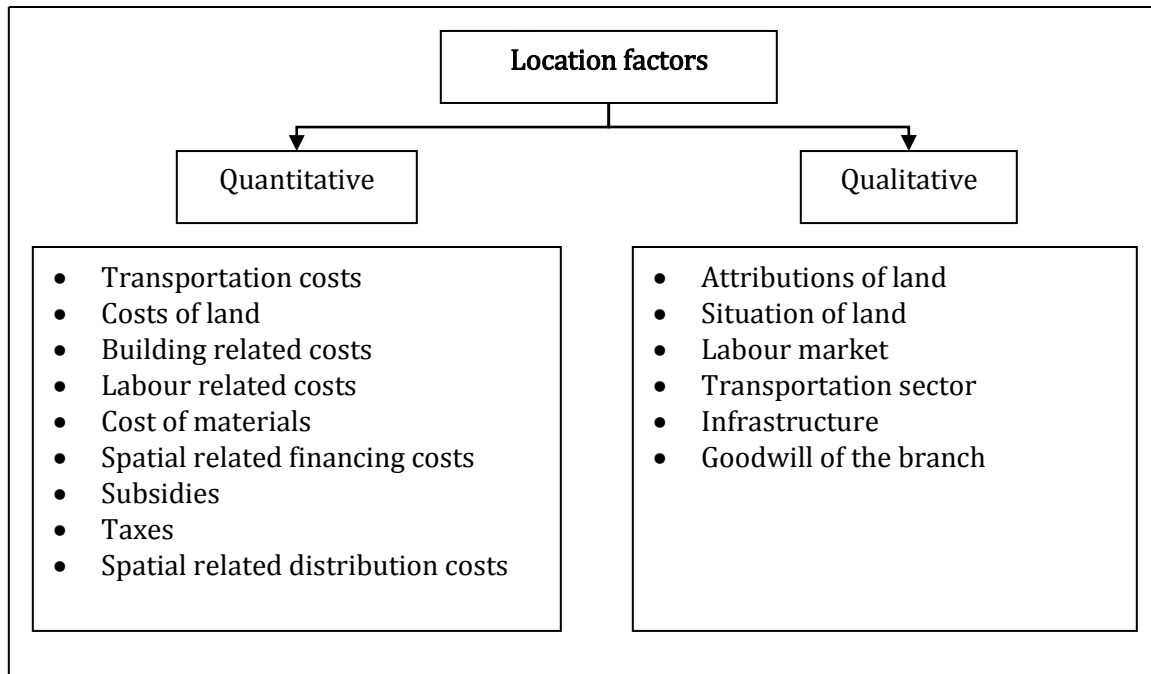 Location factors
Quantitative
Qualitative
• Transportation costs
• Costs of land
• Building related costs
• Labour related costs
• Cost of materials
• Spatial related financing costs
• Subsidies
• Taxes
• Spatial related distribution costs
• Attributions of land
• Situation of land
• Labour market
• Transportation sector
• Infrastructure
• Goodwill of the branch